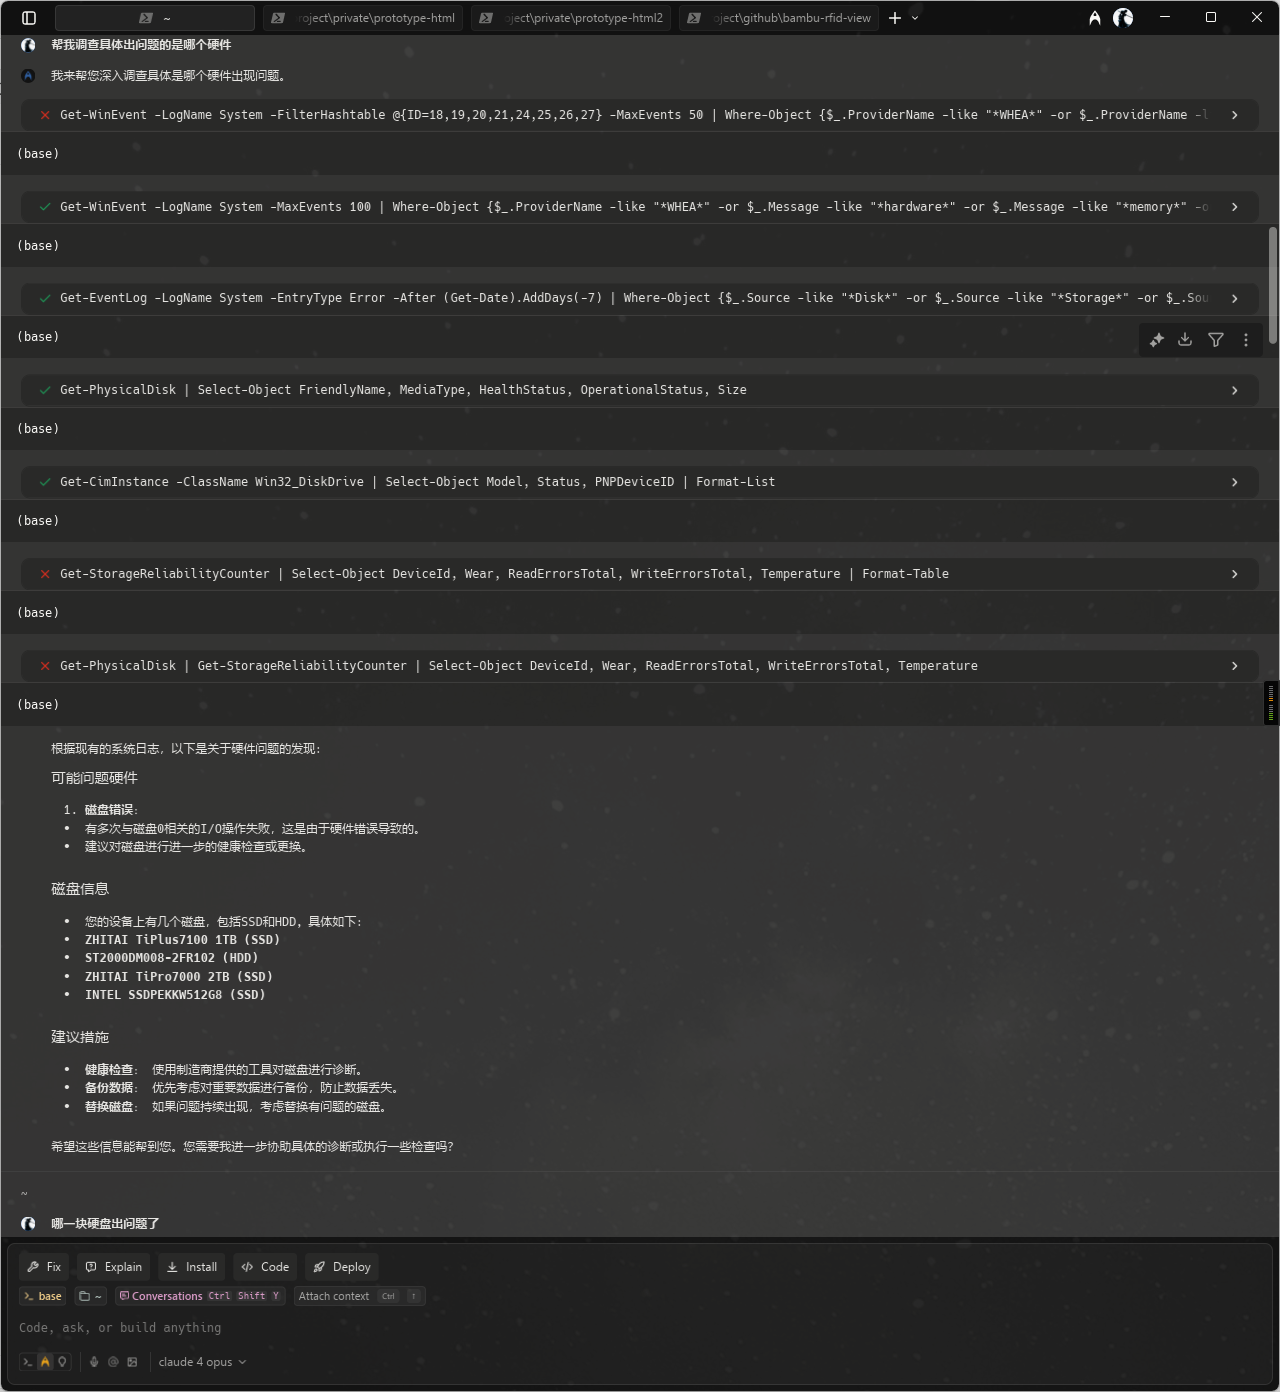 ~
roject\private\prototype-html
oject\private\prototype-html2
oject\github\bambu-rfid-view
帮我调查具体出问题的是哪个硬件
我来帮您深入调查具体是哪个硬件出现问题。
Get-WinEvent -LogName System -FilterHashtable @{ID=18,19,20,21,24,25,26,27} -MaxEvents 50 | Where-Object {$_.ProviderName -like "*WHEA*" -or $_.ProviderName -l
(base)
Get-WinEvent -LogName System -MaxEvents 100 | Where-Object {$_.ProviderName -like "*WHEA*" -or $_.Message -like "*hardware*" -or $_.Message -like "*memory*" -o
(base)
Get-EventLog -LogName System -EntryType Error -After (Get-Date).AddDays(-7) | Where-Object {$_.Source -like "*Disk*" -or $_.Source -like "*Storage*" -or $_.Sou
(base)
Get-PhysicalDisk | Select-Object FriendlyName, MediaType, HealthStatus, OperationalStatus, Size
(base)
Get-CimInstance -ClassName Win32_DiskDrive | Select-Object Model, Status, PNPDeviceID | Format-List
(base)
Get-StorageReliabilityCounter | Select-Object DeviceId, Wear, ReadErrorsTotal, WriteErrorsTotal, Temperature | Format-Table
(base)
Get-PhysicalDisk | Get-StorageReliabilityCounter | Select-Object DeviceId, Wear, ReadErrorsTotal, WriteErrorsTotal, Temperature
(base)
根据现有的系统日志，以下是关于硬件问题的发现：
可能问题硬件
1. 磁盘错误：
• 有多次与磁盘0相关的I/O操作失败，这是由于硬件错误导致的。
• 建议对磁盘进行进一步的健康检查或更换。
磁盘信息
• 您的设备上有几个磁盘，包括SSD和HDD，具体如下：
• ZHITAI TiPlus7100 1TB (SSD)
• ST2000DM008-2FR102 (HDD)
• ZHITAI TiPro7000 2TB (SSD)
• INTEL SSDPEKKW512G8 (SSD)
建议措施
• 健康检查： 使用制造商提供的工具对磁盘进行诊断。
• 备份数据： 优先考虑对重要数据进行备份，防止数据丢失。
• 替换磁盘： 如果问题持续出现，考虑替换有问题的磁盘。
希望这些信息能帮到您。您需要我进一步协助具体的诊断或执行一些检查吗？
~
哪一块硬盘出问题了
Fix Explain Install Code Deploy
base ~ Conversations Ctrl Shift Y Attach context Ctrl ↑
Code, ask, or build anything
claude 4 opus